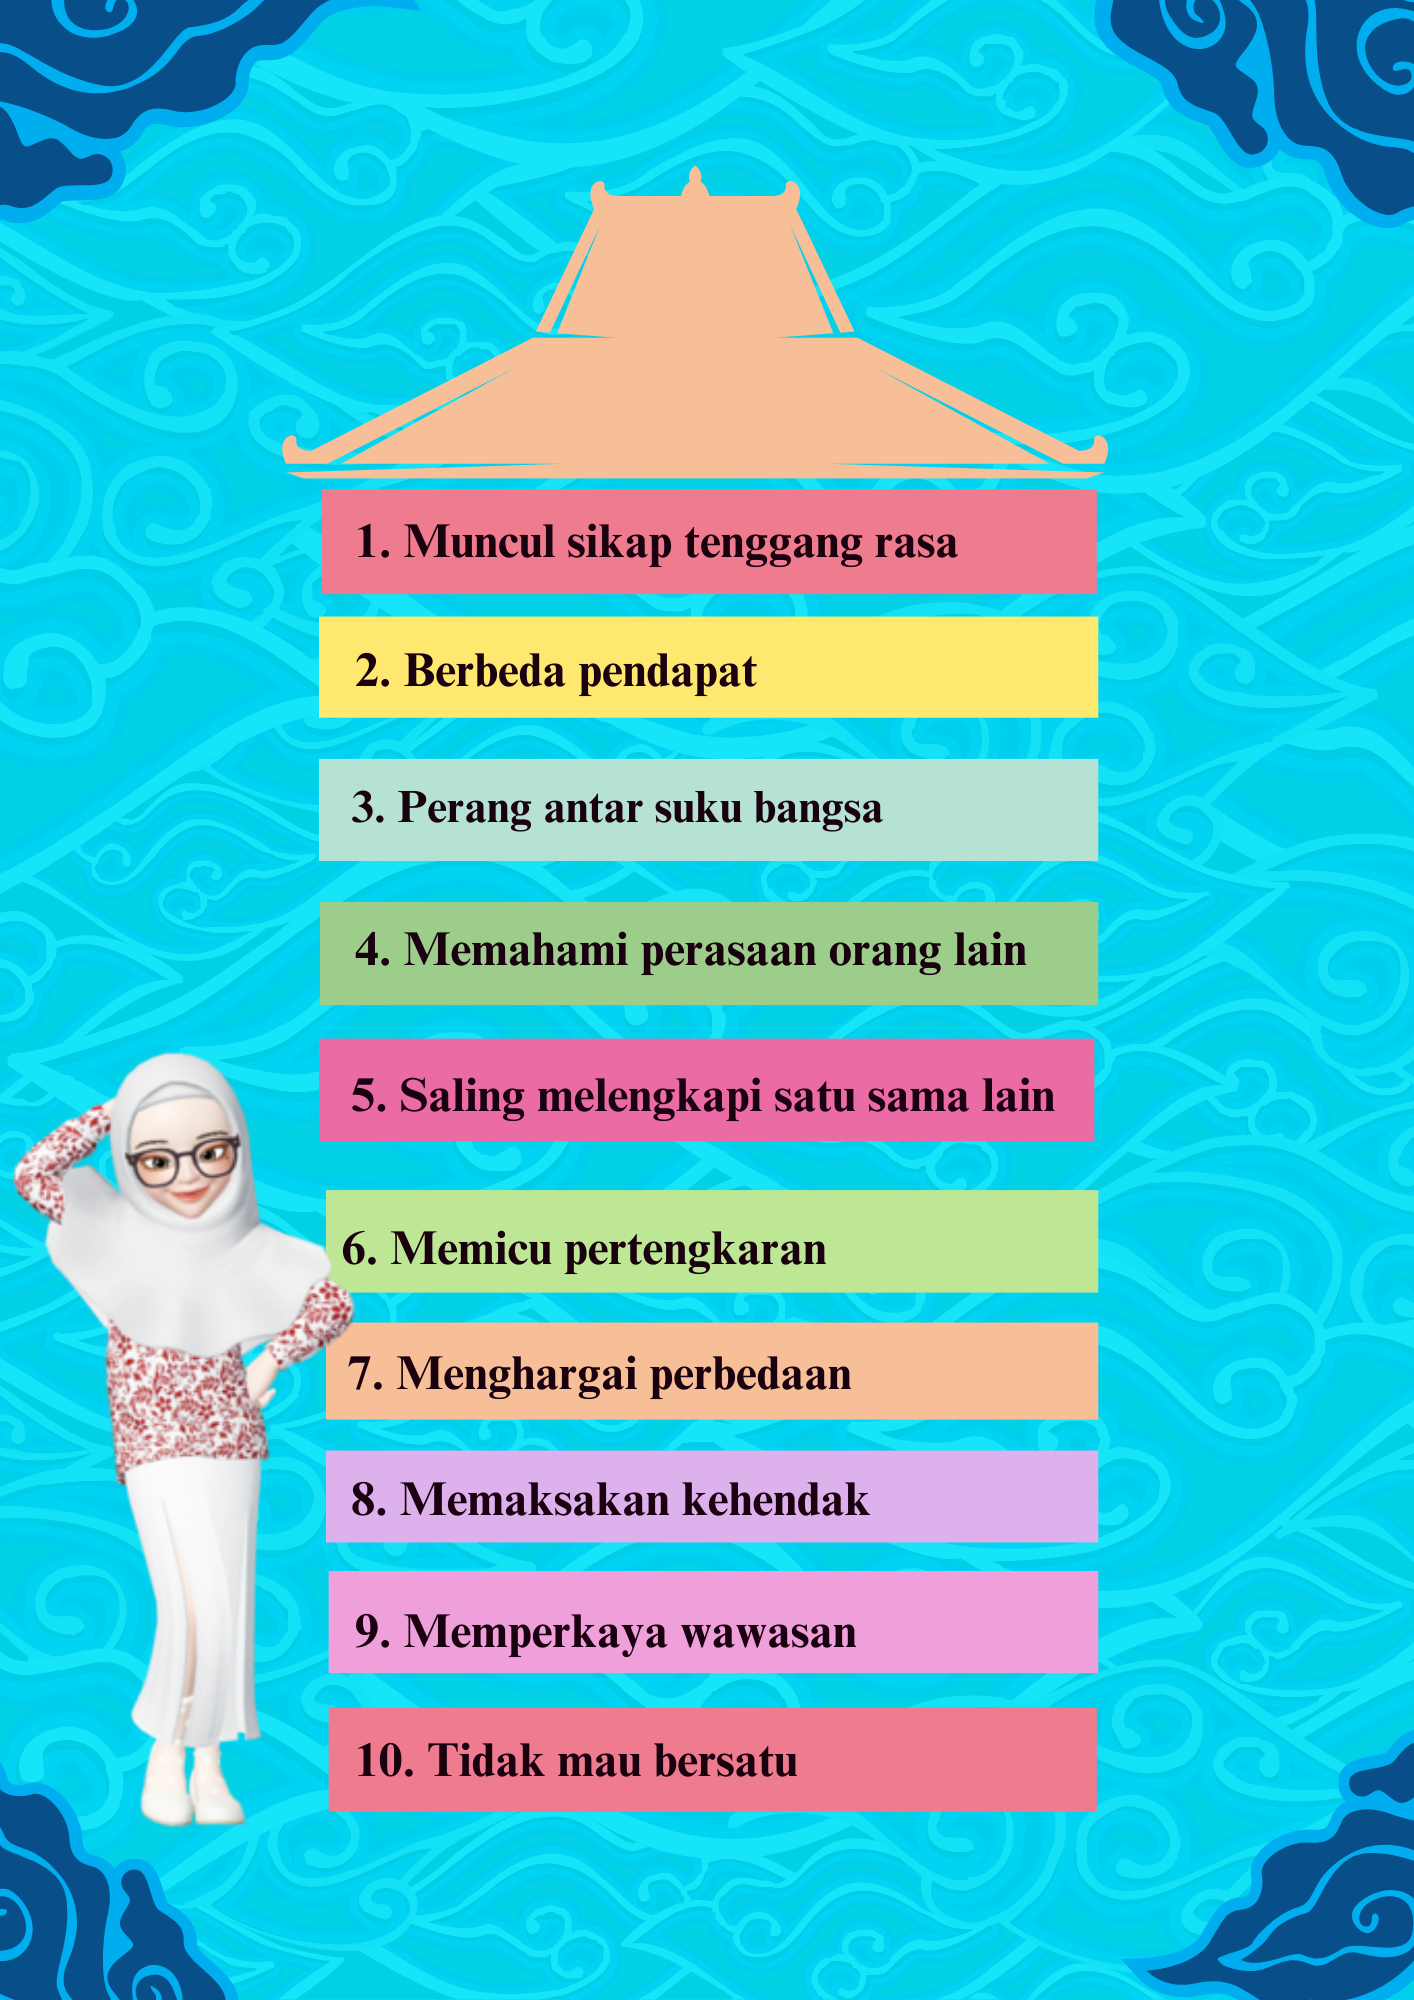 1. Muncul sikap tenggang rasa
2. Berbeda pendapat
3. Perang antar suku bangsa
4. Memahami perasaan orang lain
5. Saling melengkapi satu sama lain
6. Memicu pertengkaran
7. Menghargai perbedaan
8. Memaksakan kehendak
9. Memperkaya wawasan
10. Tidak mau bersatu